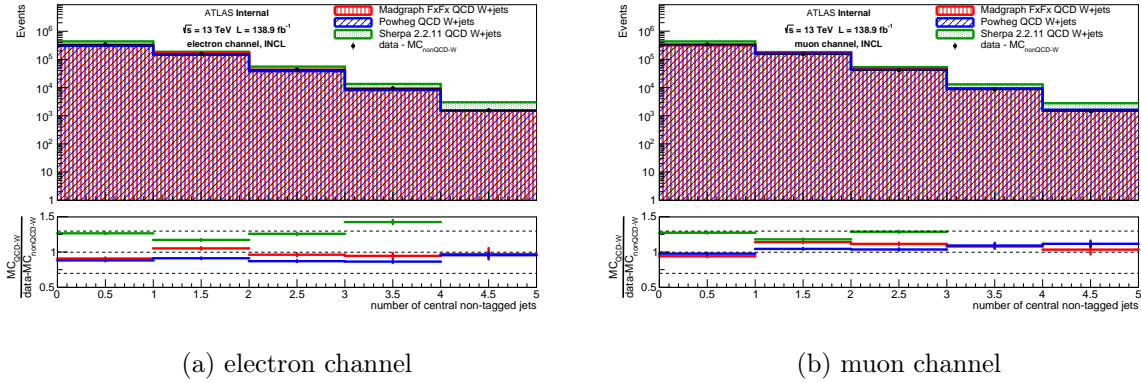 ATLAS Internal
√s = 13 TeV L = 138.9 fb⁻¹
electron channel, INCL
Madgraph FxFx QCD W+jets
Powheg QCD W+jets
Sherpa 2.2.11 QCD W+jets
data - MC_nonQCD-W
Events
10⁶
10⁵
10⁴
10³
10²
10
1
MC_QCD-W
data-MC_nonQCD-W
1.5
1
0.5
0 0.5 1 1.5 2 2.5 3 3.5 4 4.5 5
number of central non-tagged jets
(a) electron channel
ATLAS Internal
√s = 13 TeV L = 138.9 fb⁻¹
muon channel, INCL
Madgraph FxFx QCD W+jets
Powheg QCD W+jets
Sherpa 2.2.11 QCD W+jets
data - MC_nonQCD-W
Events
10⁶
10⁵
10⁴
10³
10²
10
1
MC_QCD-W
data-MC_nonQCD-W
1.5
1
0.5
0 0.5 1 1.5 2 2.5 3 3.5 4 4.5 5
number of central non-tagged jets
(b) muon channel